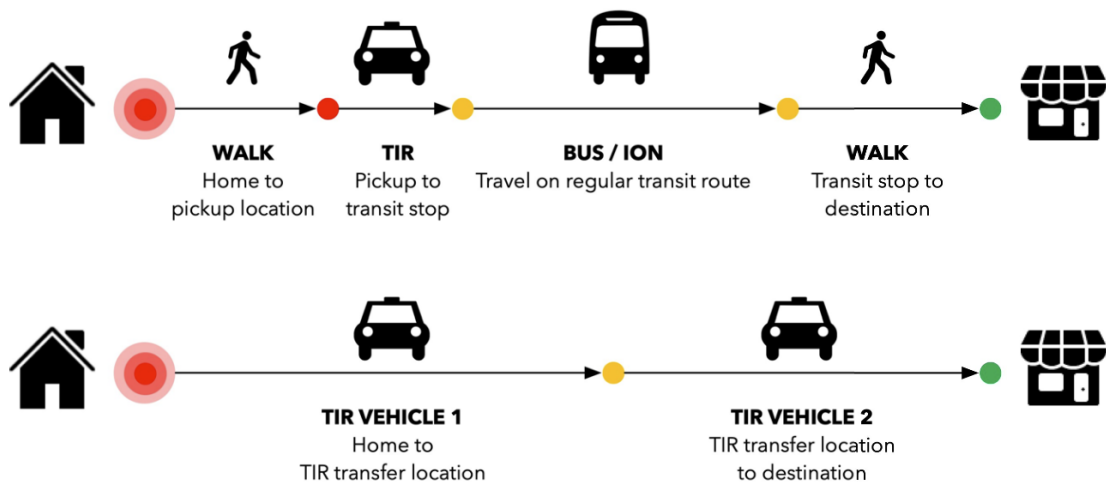 WALK
Home to
pickup location
TIR
Pickup to
transit stop
BUS / ION
Travel on regular transit route
WALK
Transit stop to
destination
TIR VEHICLE 1
Home to
TIR transfer location
TIR VEHICLE 2
TIR transfer location
to destination